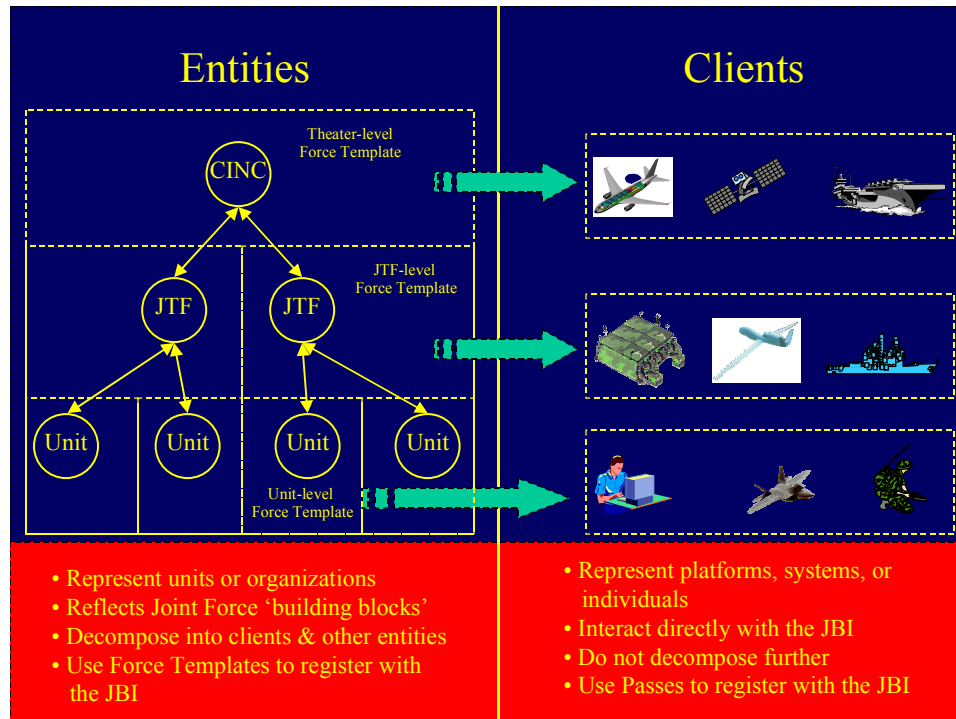 Entities
Theater-level
Force Template
CINC
JTF-level
Force Template
JTF
JTF
Unit
Unit
Unit
Unit
Unit-level
Force Template
• Represent units or organizations
• Reflects Joint Force ‘building blocks’
• Decompose into clients & other entities
• Use Force Templates to register with
the JBI
Clients
• Represent platforms, systems, or
individuals
• Interact directly with the JBI
• Do not decompose further
• Use Passes to register with the JBI